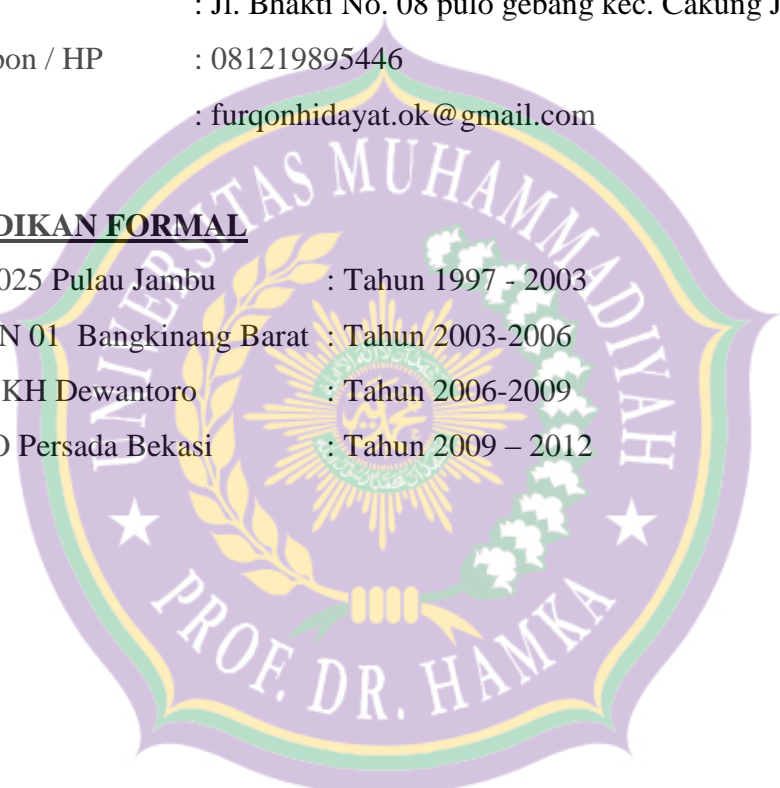 : Jl. Bhakti No. 08 pulo gebang kec. Cakung J
pon / HP : 081219895446
: furqonhidayat.ok@gmail.com
DIKAN FORMAL
025 Pulau Jambu : Tahun 1997 - 2003
N 01 Bangkinang Barat : Tahun 2003-2006
KH Dewantoro : Tahun 2006-2009
Persada Bekasi : Tahun 2009 – 2012
UNIVERSITAS MUHAMMADIYAH
PROF. DR. HAMKA